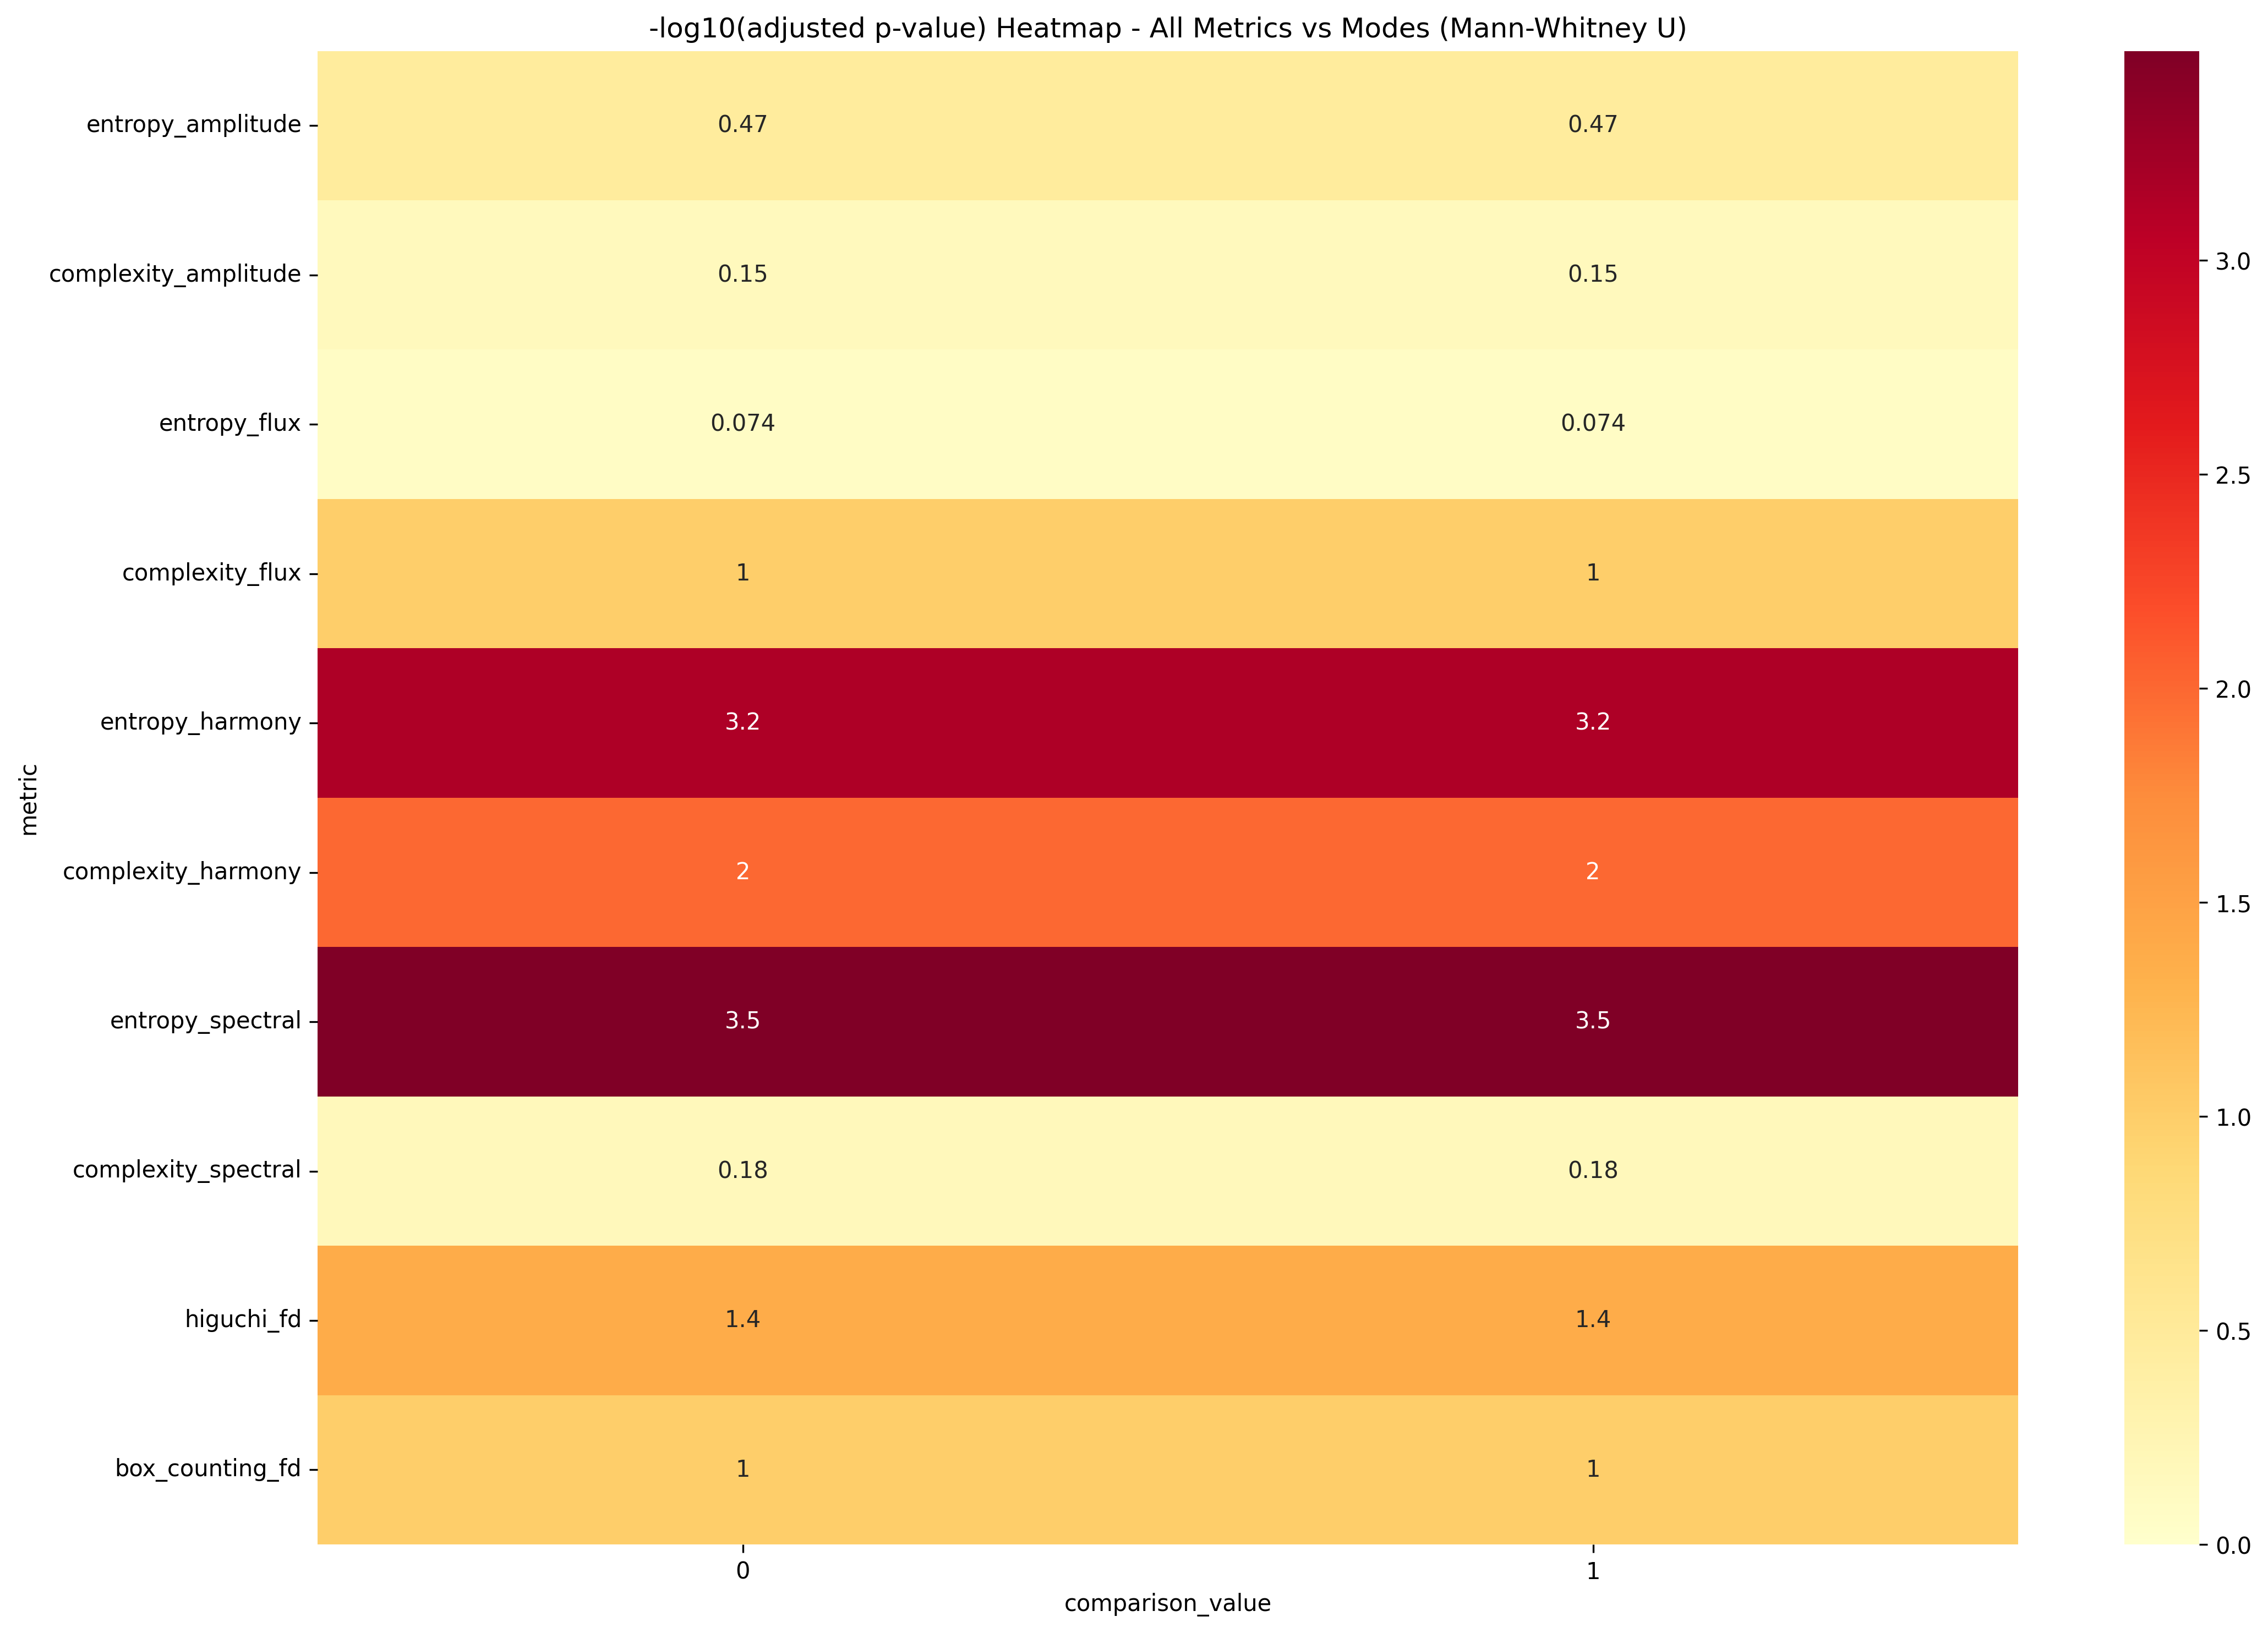 -log10(adjusted p-value) Heatmap - All Metrics vs Modes (Mann-Whitney U)
metric
entropy_amplitude 0.47 0.47
complexity_amplitude 0.15 0.15
entropy_flux 0.074 0.074
complexity_flux 1 1
entropy_harmony 3.2 3.2
complexity_harmony 2 2
entropy_spectral 3.5 3.5
complexity_spectral 0.18 0.18
higuchi_fd 1.4 1.4
box_counting_fd 1 1
0 1
comparison_value
3.0
2.5
2.0
1.5
1.0
0.5
0.0